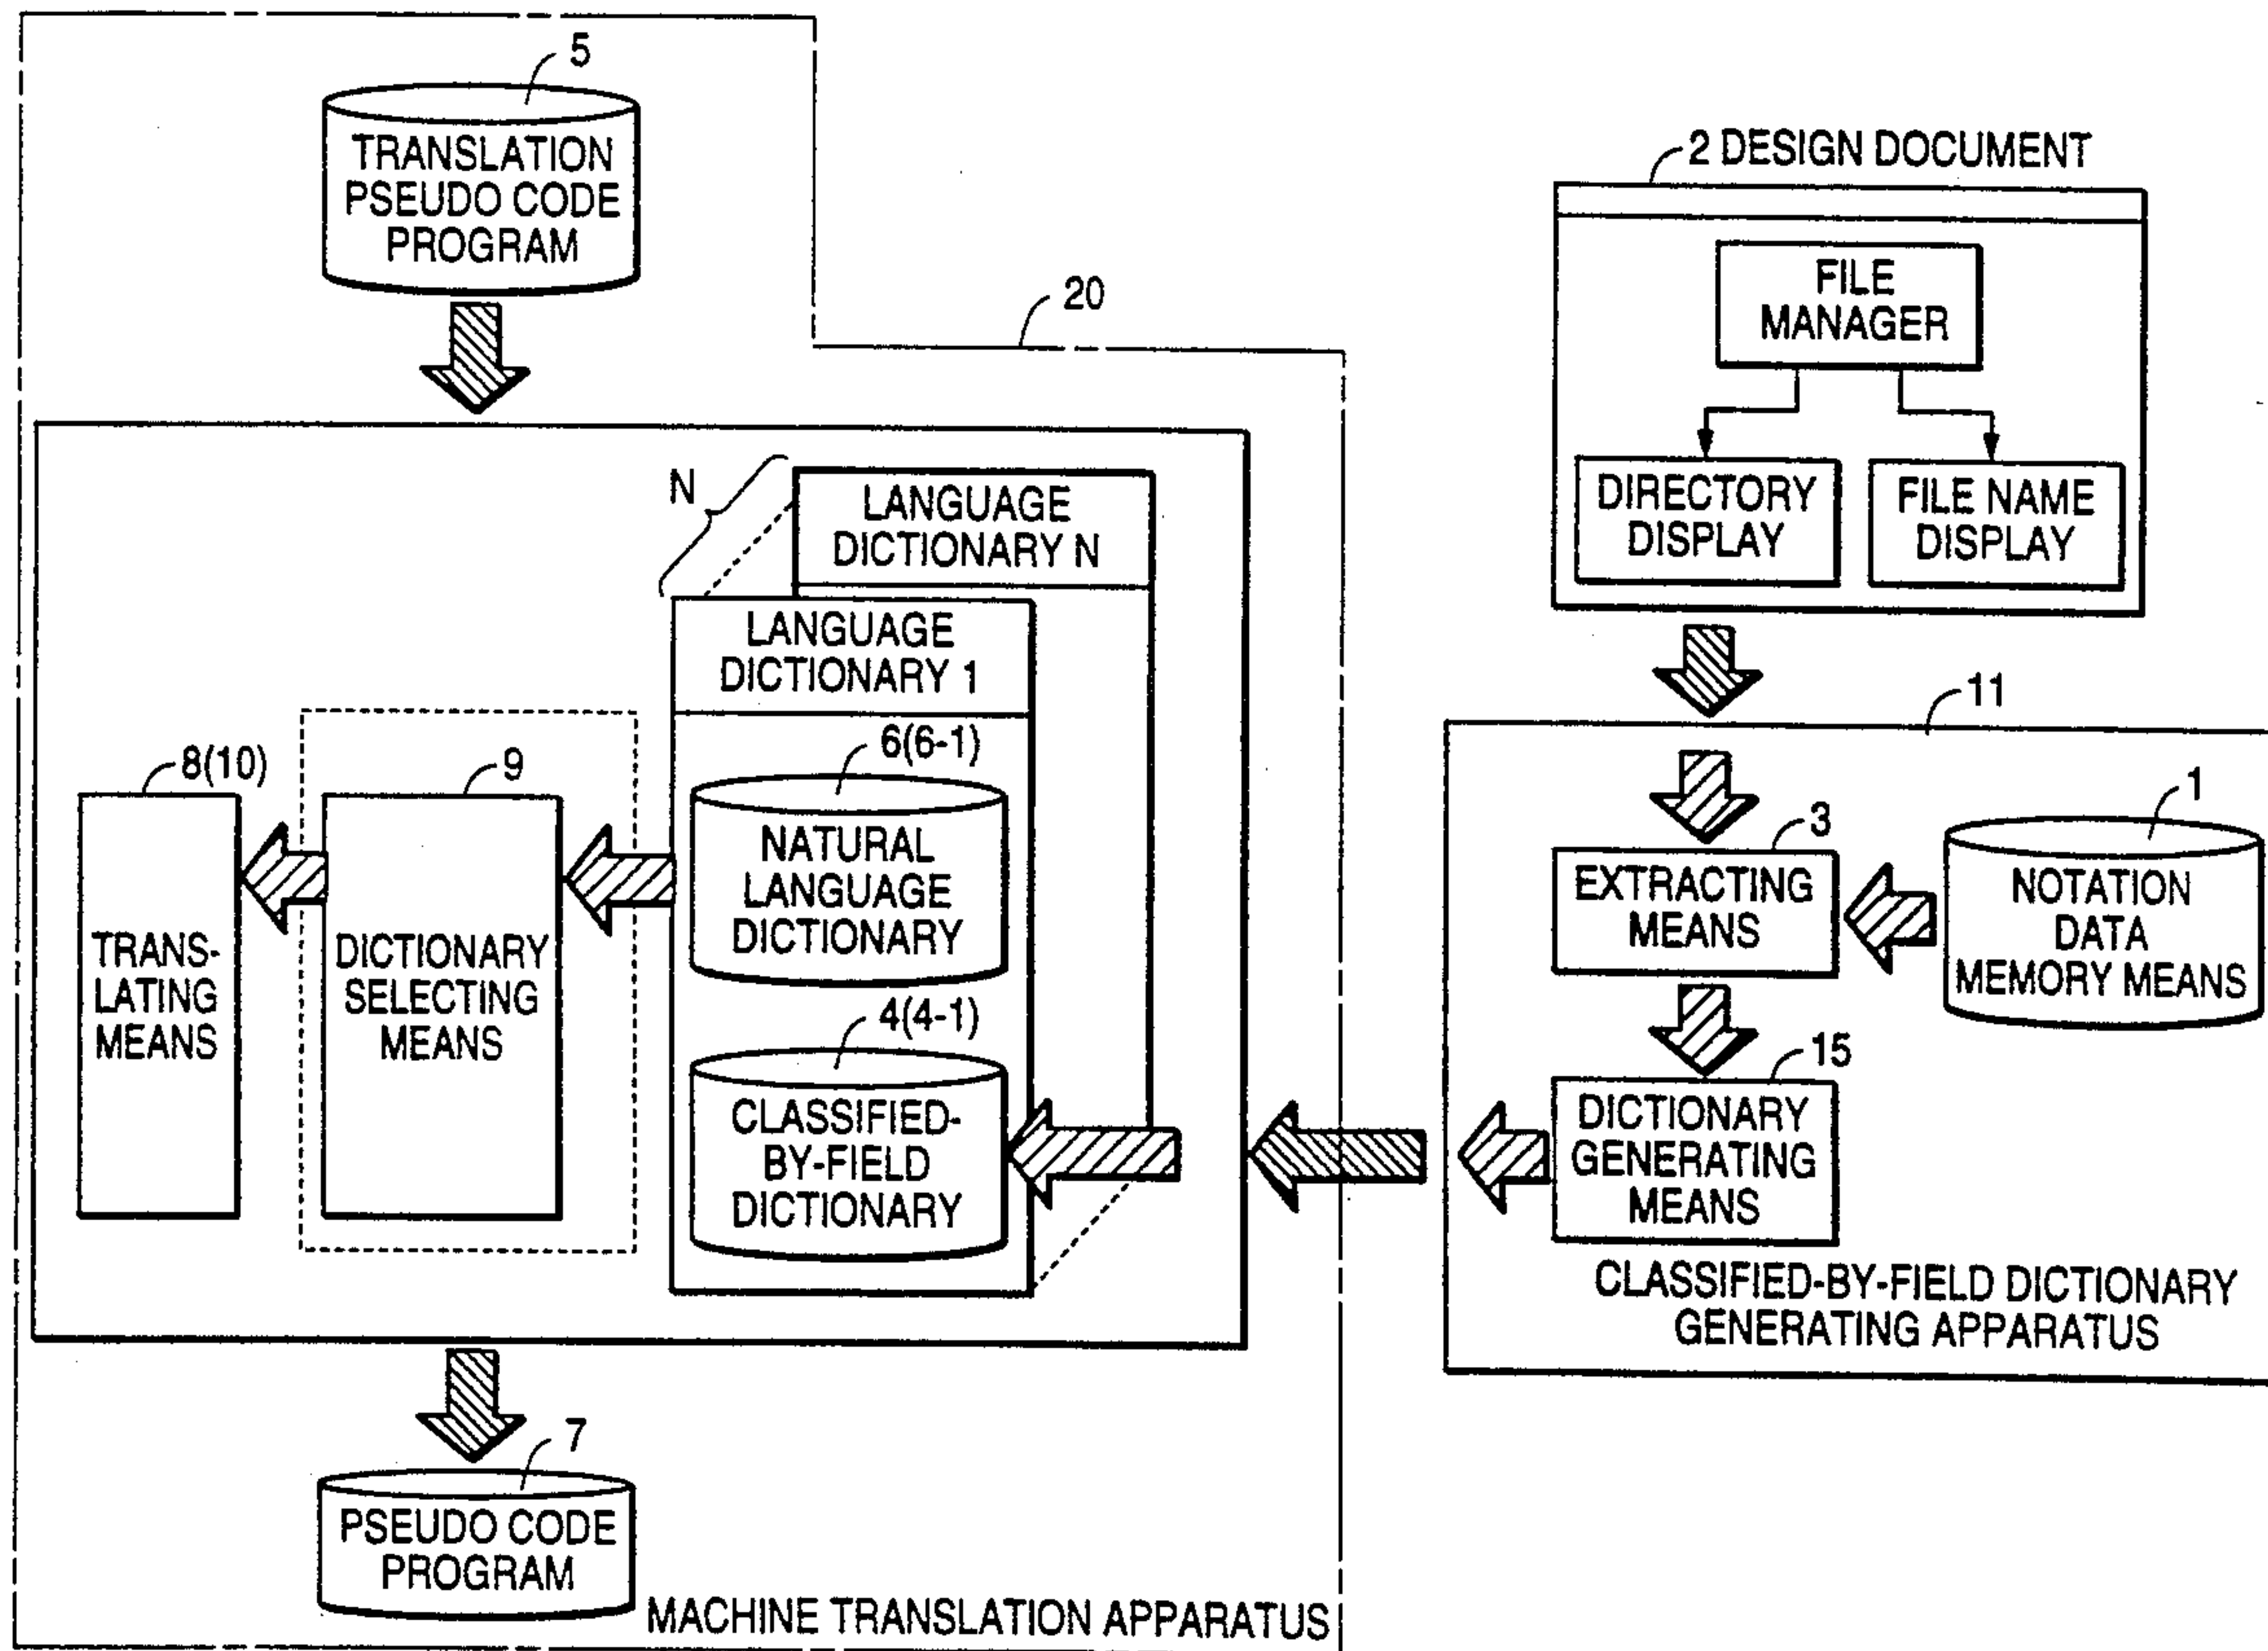 5
TRANSLATION
PSEUDO CODE
PROGRAM
20
2 DESIGN DOCUMENT
FILE
MANAGER
DIRECTORY
DISPLAY
FILE NAME
DISPLAY
N
LANGUAGE
DICTIONARY N
LANGUAGE
DICTIONARY 1
6(6-1)
NATURAL
LANGUAGE
DICTIONARY
4(4-1)
CLASSIFIED-
BY-FIELD
DICTIONARY
8(10)
TRANS-
LATING
MEANS
9
DICTIONARY
SELECTING
MEANS
11
3
EXTRACTING
MEANS
1
NOTATION
DATA
MEMORY MEANS
15
DICTIONARY
GENERATING
MEANS
CLASSIFIED-BY-FIELD DICTIONARY
GENERATING APPARATUS
7
PSEUDO CODE
PROGRAM
MACHINE TRANSLATION APPARATUS